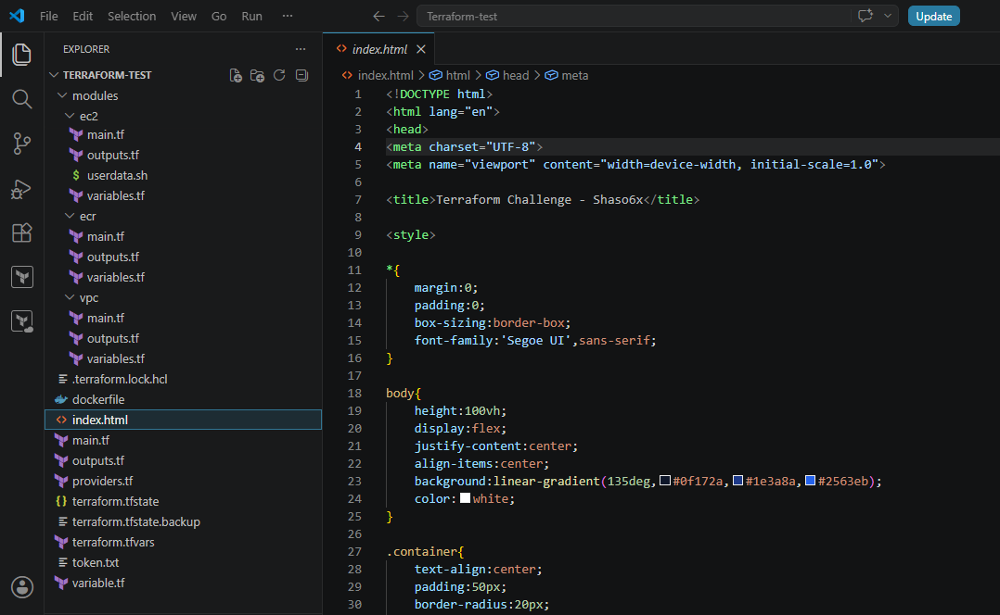 File Edit Selection View Go Run ··· Terraform-test Update
EXPLORER ···
TERRAFORM-TEST
modules
ec2
main.tf
outputs.tf
$ userdata.sh
variables.tf
ecr
main.tf
outputs.tf
variables.tf
vpc
main.tf
outputs.tf
variables.tf
.terraform.lock.hcl
dockerfile
<> index.html
main.tf
outputs.tf
providers.tf
{} terraform.tfstate
terraform.tfstate.backup
terraform.tfvars
token.txt
variable.tf
<> index.html
<> index.html > html > head > meta
1 <!DOCTYPE html>
2 <html lang="en">
3 <head>
4 <meta charset="UTF-8">
5 <meta name="viewport" content="width=device-width, initial-scale=1.0">
6
7 <title>Terraform Challenge - Shaso6x</title>
8
9 <style>
10
11 *{
12 margin:0;
13 padding:0;
14 box-sizing:border-box;
15 font-family:'Segoe UI',sans-serif;
16 }
17
18 body{
19 height:100vh;
20 display:flex;
21 justify-content:center;
22 align-items:center;
23 background:linear-gradient(135deg,#0f172a,#1e3a8a,#2563eb);
24 color:white;
25 }
26
27 .container{
28 text-align:center;
29 padding:50px;
30 border-radius:20px;